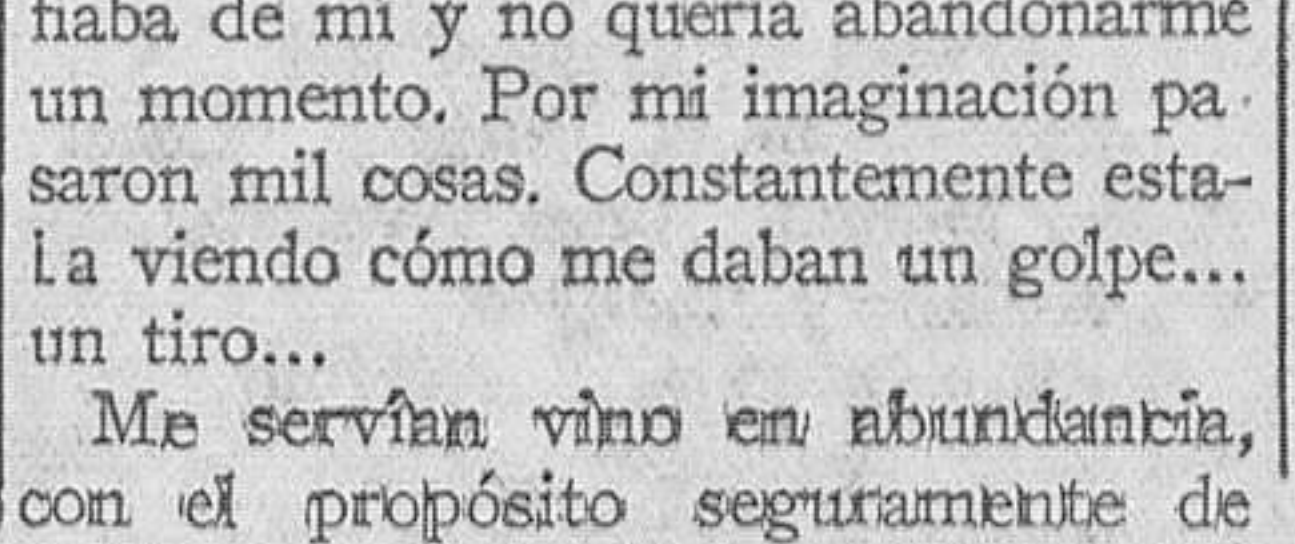 fiaba de mí y no quería abandonarme
un momento. Por mi imaginación pa-
saron mil cosas. Constantemente esta-
ba viendo cómo me daban un golpe...
un tiro...
Me servían vino en abundancia,
con el propósito seguramente de